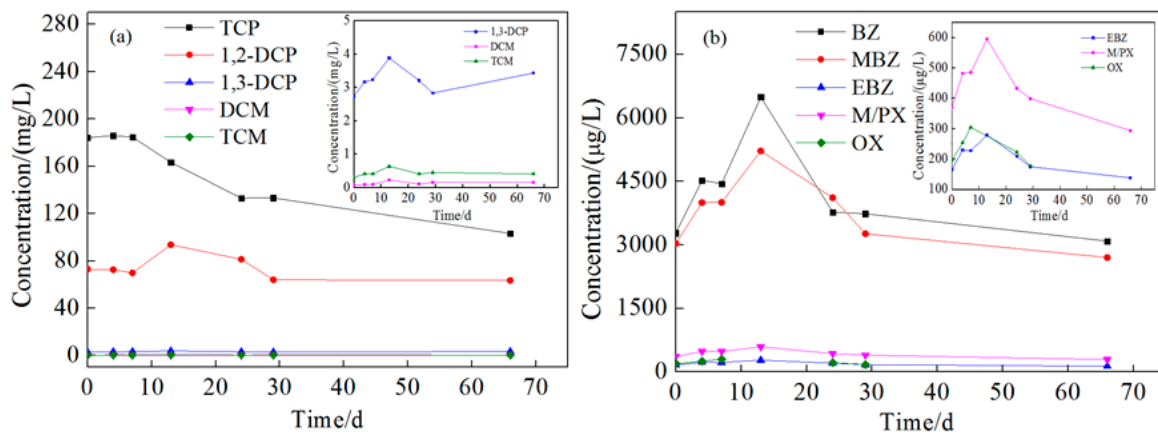 (a)
TCP
1,2-DCP
1,3-DCP
DCM
TCM
Concentration/(mg/L)
280
240
200
160
120
80
40
0
0 10 20 30 40 50 60 70
Time/d
1,3-DCP
DCM
TCM
Concentration/(mg/L)
5
4
3
2
1
0
0 10 20 30 40 50 60 70
Time/d
(b)
BZ
MBZ
EBZ
M/PX
OX
Concentration/(μg/L)
7500
6000
4500
3000
1500
0
0 10 20 30 40 50 60 70
Time/d
EBZ
M/PX
OX
Concentration/(μg/L)
600
500
400
300
200
100
0 10 20 30 40 50 60 70
Time/d